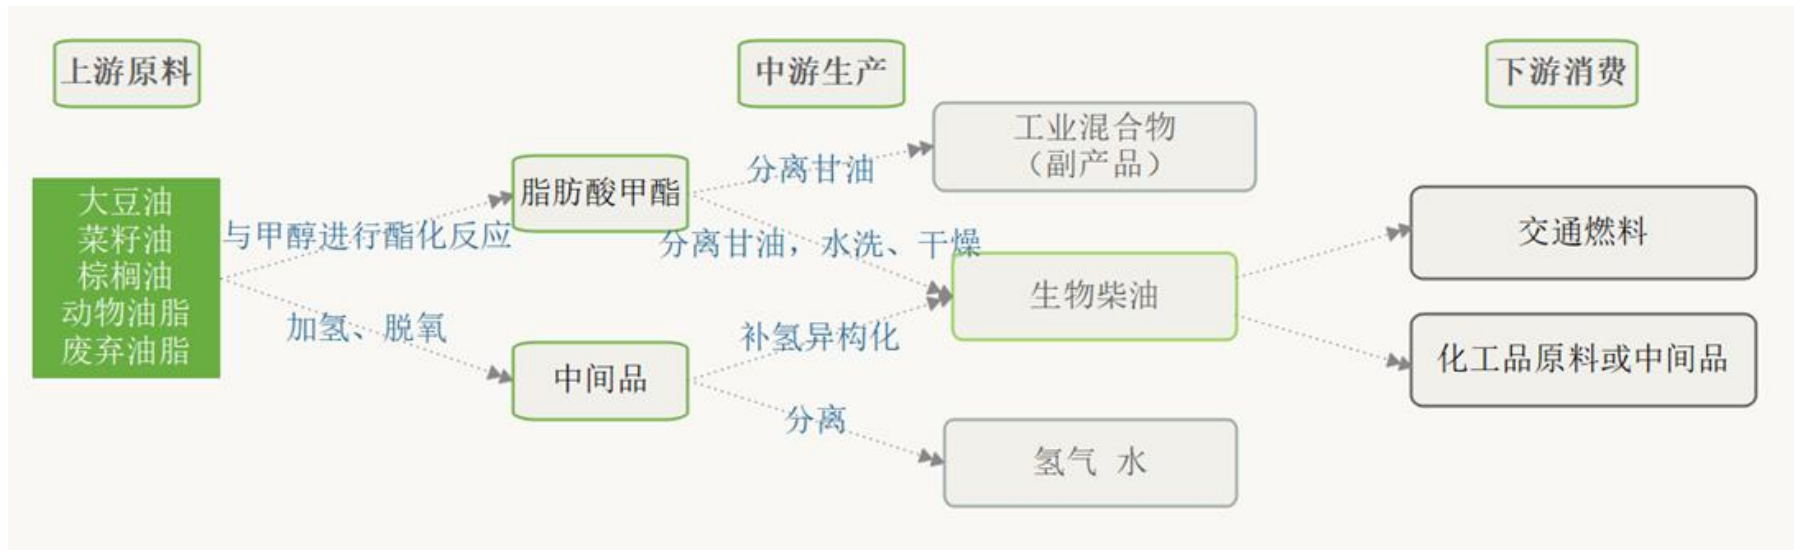 上游原料
中游生产
下游消费
大豆油
菜籽油
棕榈油
动物油脂
废弃油脂
与甲醇进行酯化反应
加氢、脱氧
脂肪酸甲酯
中间品
分离甘油
分离甘油，水洗、干燥
补氢异构化
分离
工业混合物
（副产品）
生物柴油
氢气 水
交通燃料
化工品原料或中间品